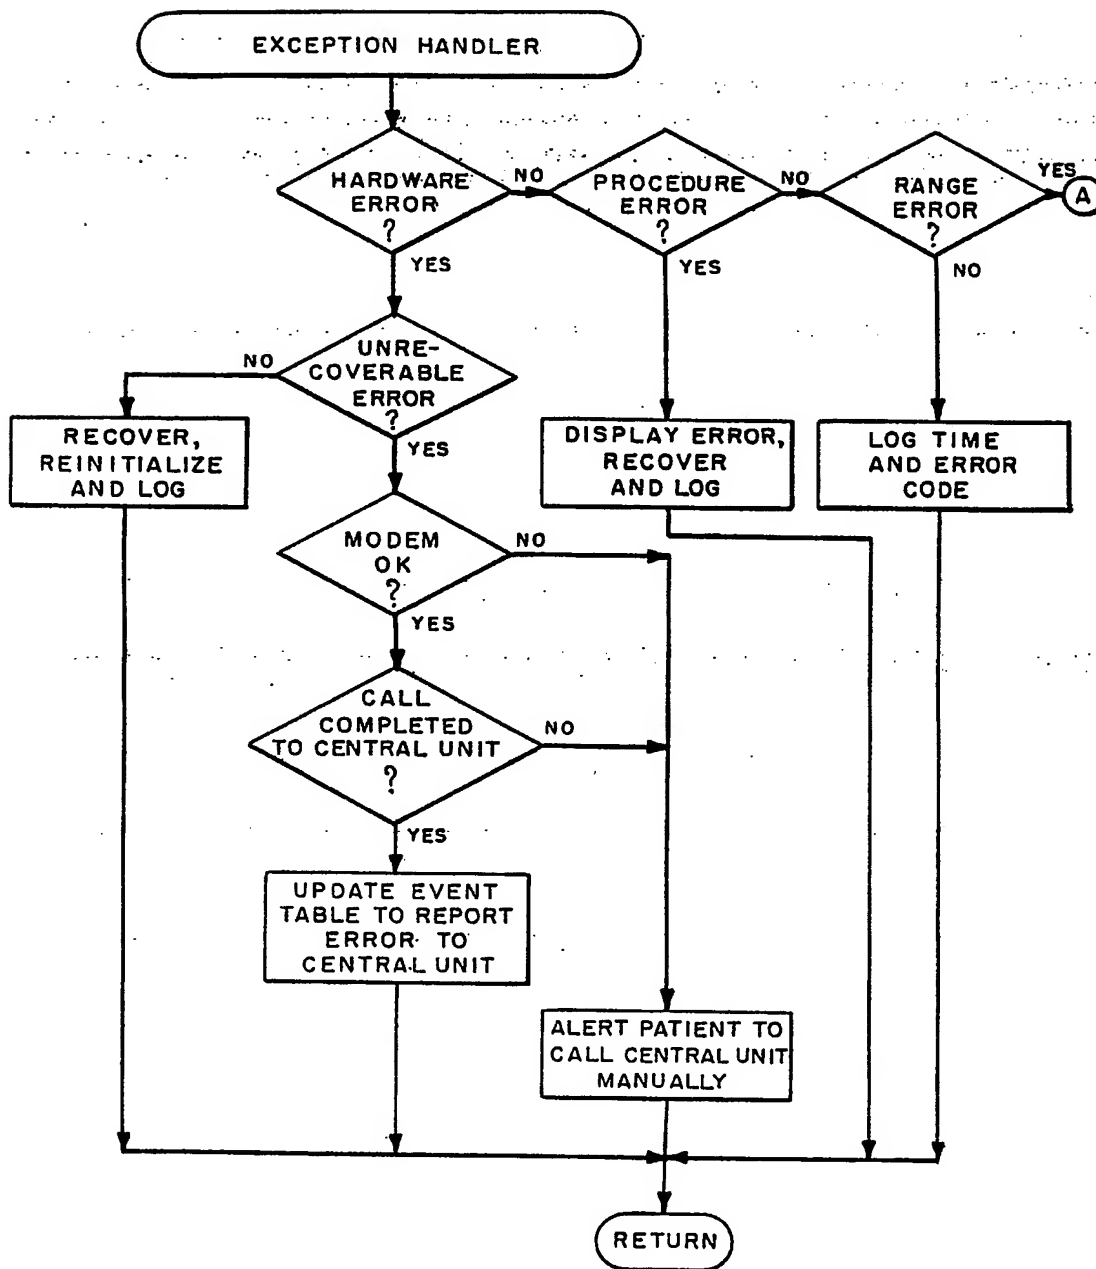 EXCEPTION HANDLER
HARDWARE
ERROR
?
NO
YES
PROCEDURE
ERROR
?
NO
YES
RANGE
ERROR
?
YES
A
NO
UNRE-
COVERABLE
ERROR
?
NO
YES
RECOVER,
REINITIALIZE
AND LOG
DISPLAY ERROR,
RECOVER
AND LOG
LOG TIME
AND ERROR
CODE
MODEM
OK
?
NO
YES
CALL
COMPLETED
TO CENTRAL UNIT
?
NO
YES
UPDATE EVENT
TABLE TO REPORT
ERROR TO
CENTRAL UNIT
ALERT PATIENT TO
CALL CENTRAL UNIT
MANUALLY
RETURN